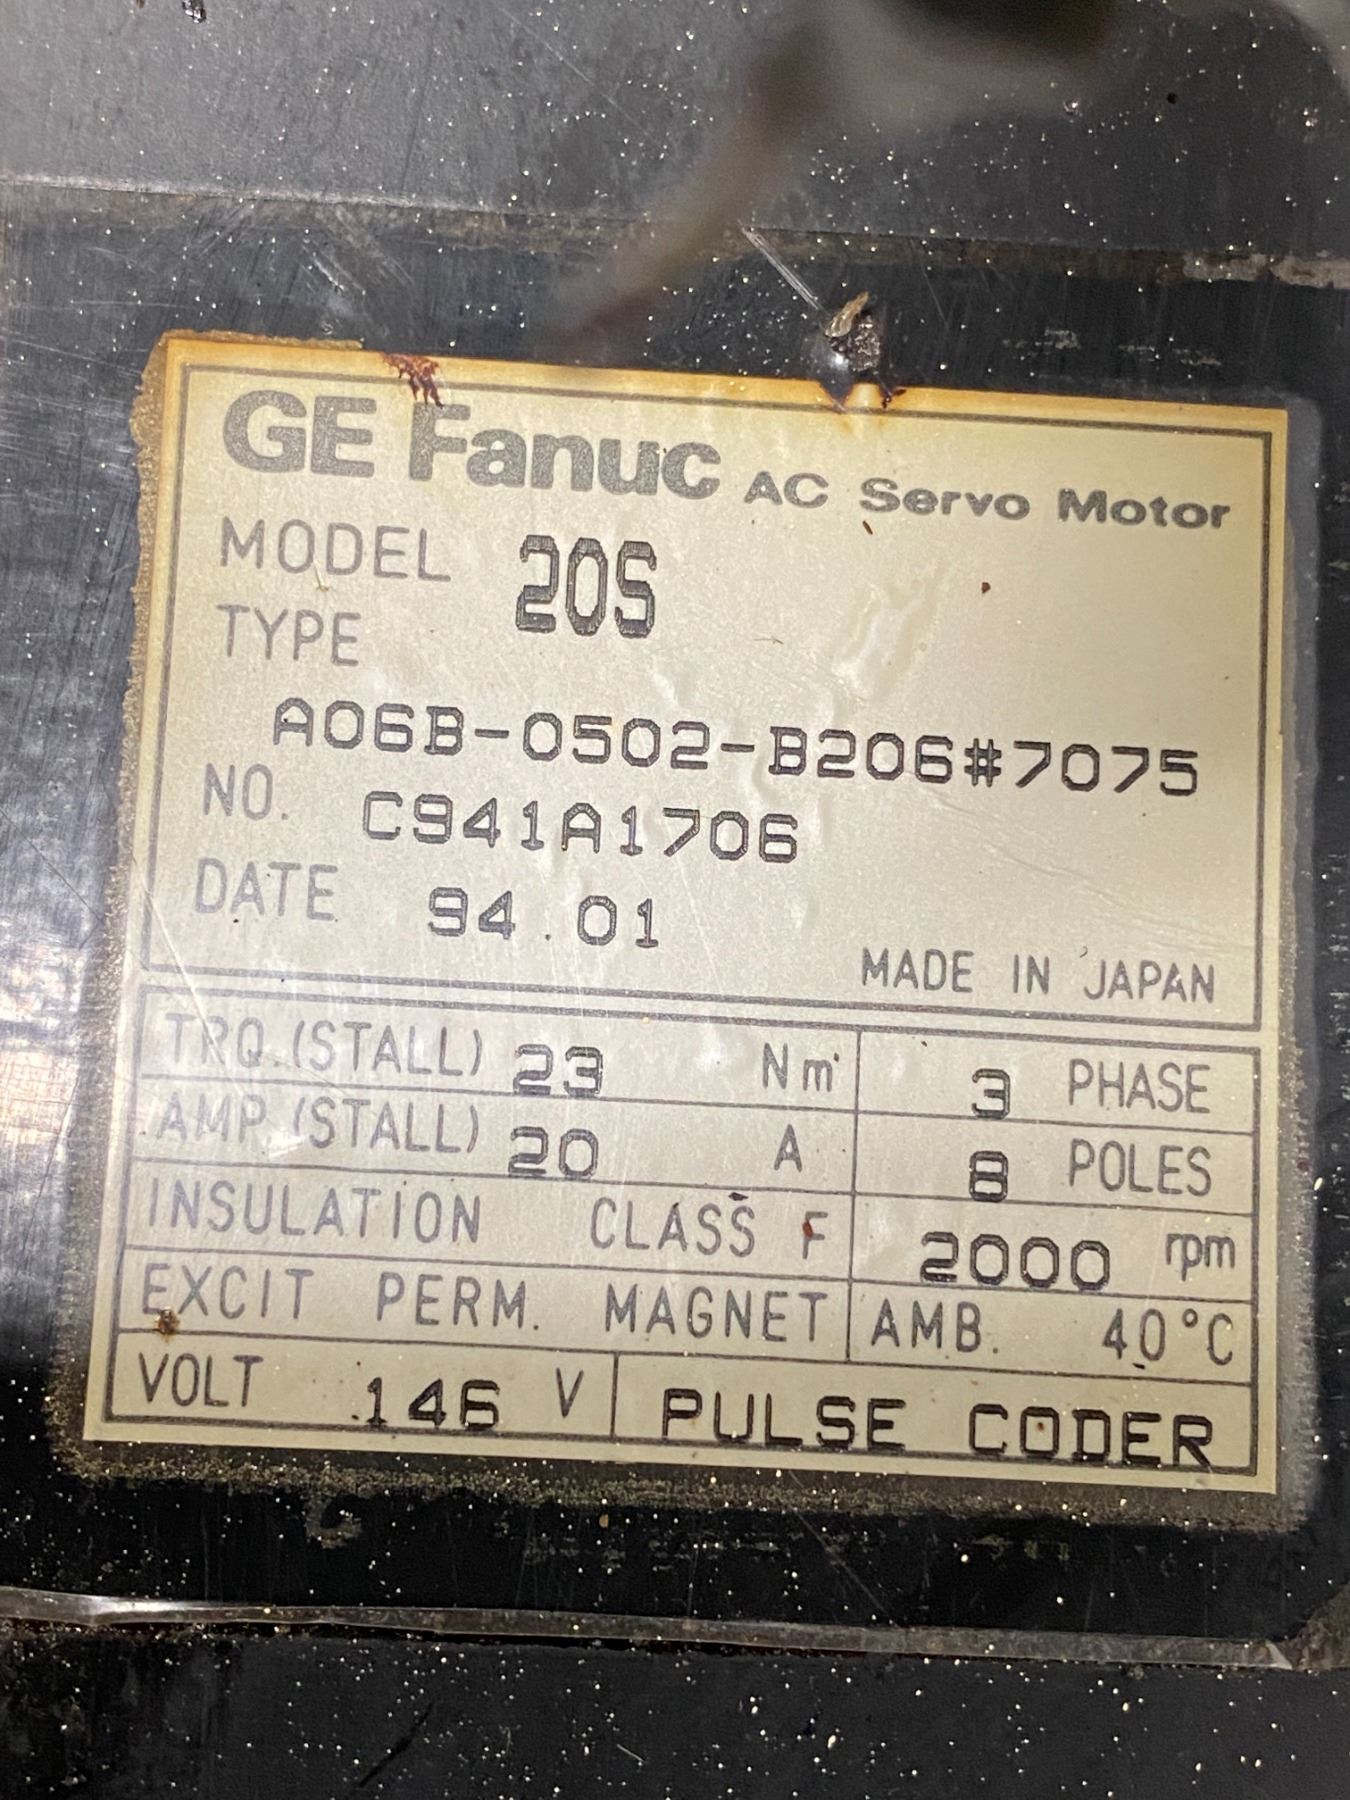 GE Fanuc AC Servo Motor
MODEL 20S
TYPE
A06B-0502-B206#7075
NO. C941A1706
DATE 94.01
MADE IN JAPAN
TRQ.(STALL) 23 Nm 3 PHASE
AMP.(STALL) 20 A 8 POLES
INSULATION CLASS F 2000 rpm
EXCIT PERM. MAGNET AMB. 40°C
VOLT 146 V PULSE CODER